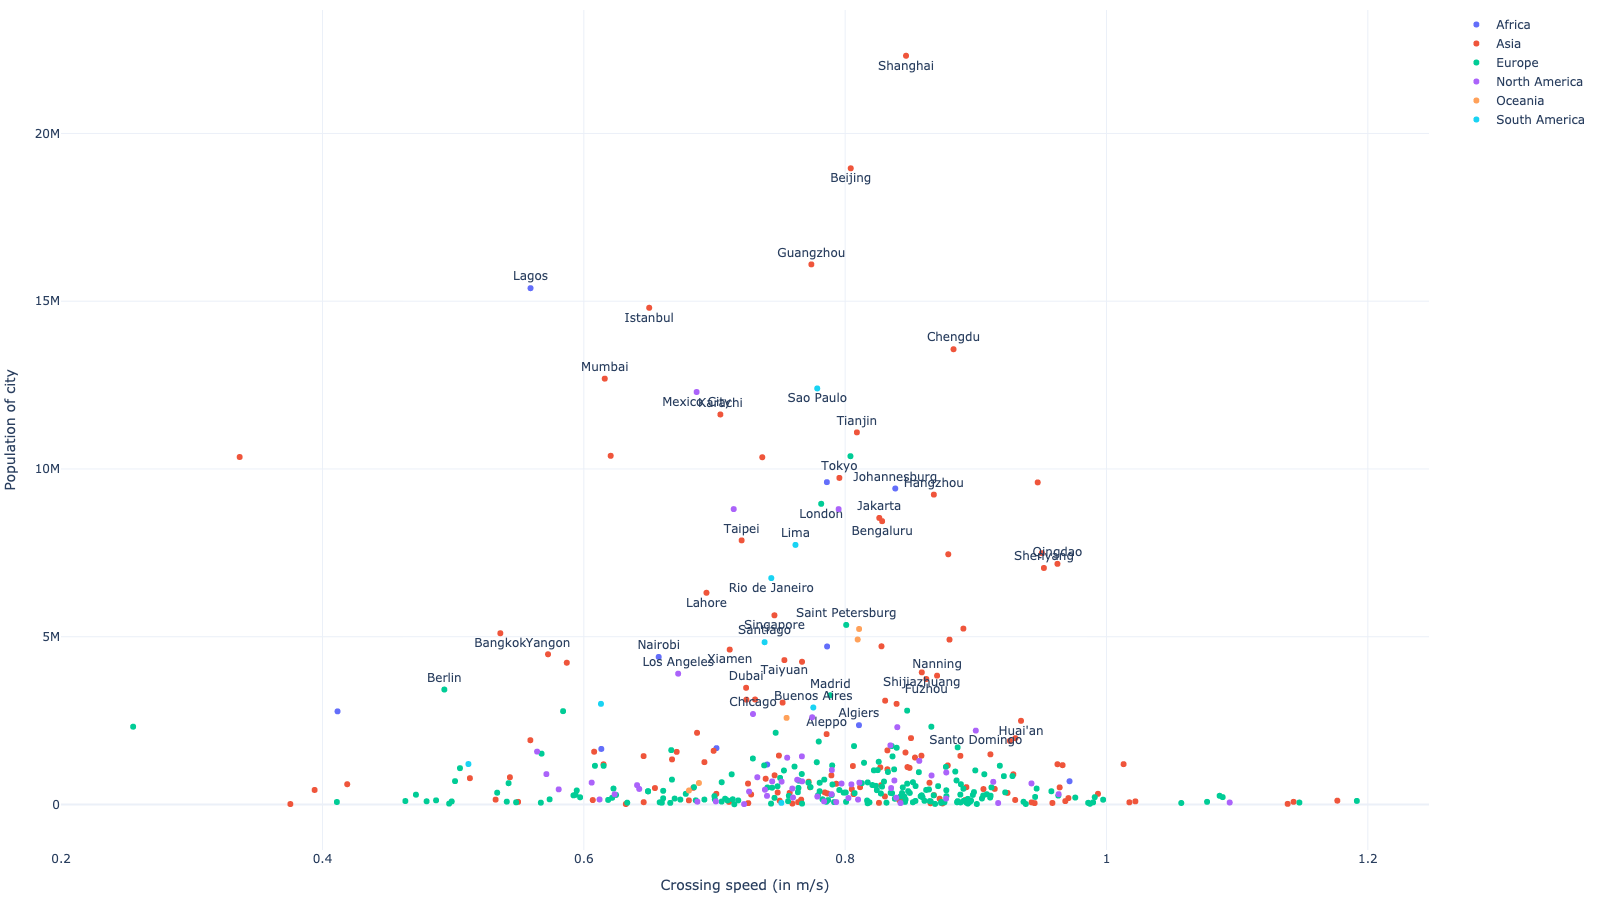 Africa
Asia
Europe
North America
Oceania
South America
Shanghai
20M
Beijing
Guangzhou
Lagos
15M
Istanbul
Chengdu
Mumbai
Mexico City
Karachi
Sao Paulo
Tianjin
10M
Tokyo
Johannesburg
Hangzhou
London
Jakarta
Taipei
Lima
Bengaluru
Qingdao
Shenyang
Rio de Janeiro
Lahore
Saint Petersburg
Singapore
Santiago
5M
Bangkok
Yangon
Nairobi
Los Angeles
Xiamen
Taiyuan
Nanning
Berlin
Dubai
Madrid
Shijiazhuang
Fuzhou
Chicago
Buenos Aires
Algiers
Aleppo
Huai'an
Santo Domingo
0
0.2
0.4
0.6
0.8
1
1.2
Crossing speed (in m/s)
Population of city